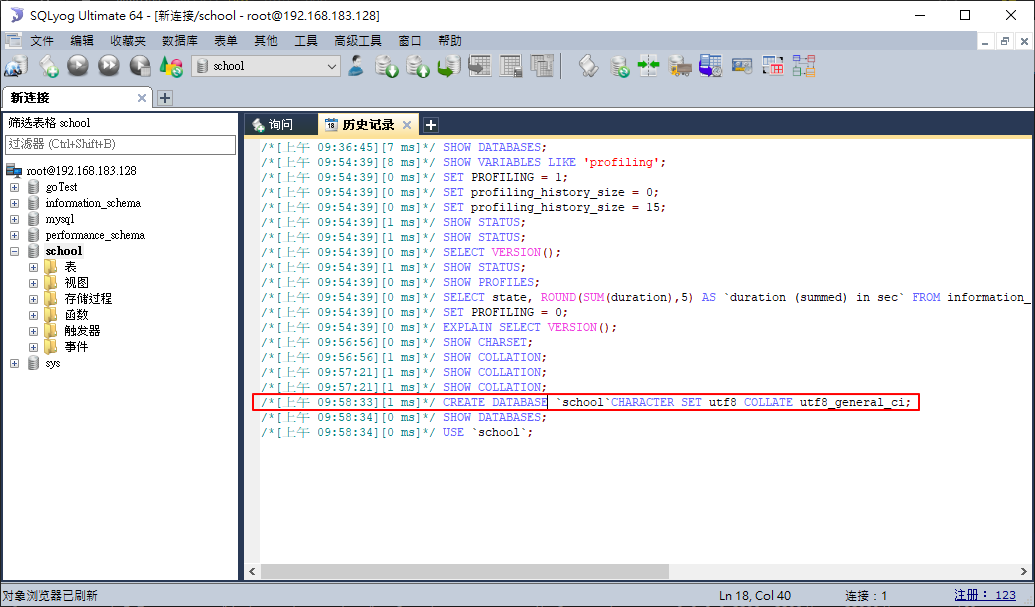 SQLyog Ultimate 64 - [新连接/school - root@192.168.183.128]
文件 编辑 收藏夹 数据库 表单 其他 工具 高级工具 窗口 帮助
school
新连接
筛选表格 school
过滤器 (Ctrl+Shift+B)
root@192.168.183.128
goTest
information_schema
mysql
performance_schema
school
表
视图
存储过程
函数
触发器
事件
sys
询问 18 历史记录
/*[上午 09:36:45][7 ms]*/ SHOW DATABASES;
/*[上午 09:54:39][8 ms]*/ SHOW VARIABLES LIKE 'profiling';
/*[上午 09:54:39][0 ms]*/ SET PROFILING = 1;
/*[上午 09:54:39][0 ms]*/ SET profiling_history_size = 0;
/*[上午 09:54:39][0 ms]*/ SET profiling_history_size = 15;
/*[上午 09:54:39][1 ms]*/ SHOW STATUS;
/*[上午 09:54:39][1 ms]*/ SHOW STATUS;
/*[上午 09:54:39][0 ms]*/ SELECT VERSION();
/*[上午 09:54:39][1 ms]*/ SHOW STATUS;
/*[上午 09:54:39][0 ms]*/ SHOW PROFILES;
/*[上午 09:54:39][0 ms]*/ SELECT state, ROUND(SUM(duration),5) AS `duration (summed) in sec` FROM information_
/*[上午 09:54:39][0 ms]*/ SET PROFILING = 0;
/*[上午 09:54:39][0 ms]*/ EXPLAIN SELECT VERSION();
/*[上午 09:56:56][0 ms]*/ SHOW CHARSET;
/*[上午 09:56:56][1 ms]*/ SHOW COLLATION;
/*[上午 09:57:21][1 ms]*/ SHOW COLLATION;
/*[上午 09:57:21][1 ms]*/ SHOW COLLATION;
/*[上午 09:58:33][1 ms]*/ CREATE DATABASE `school`CHARACTER SET utf8 COLLATE utf8_general_ci;
/*[上午 09:58:34][0 ms]*/ SHOW DATABASES;
/*[上午 09:58:34][0 ms]*/ USE `school`;
对象浏览器已刷新 Ln 18, Col 40 连接 : 1 注册 : 123